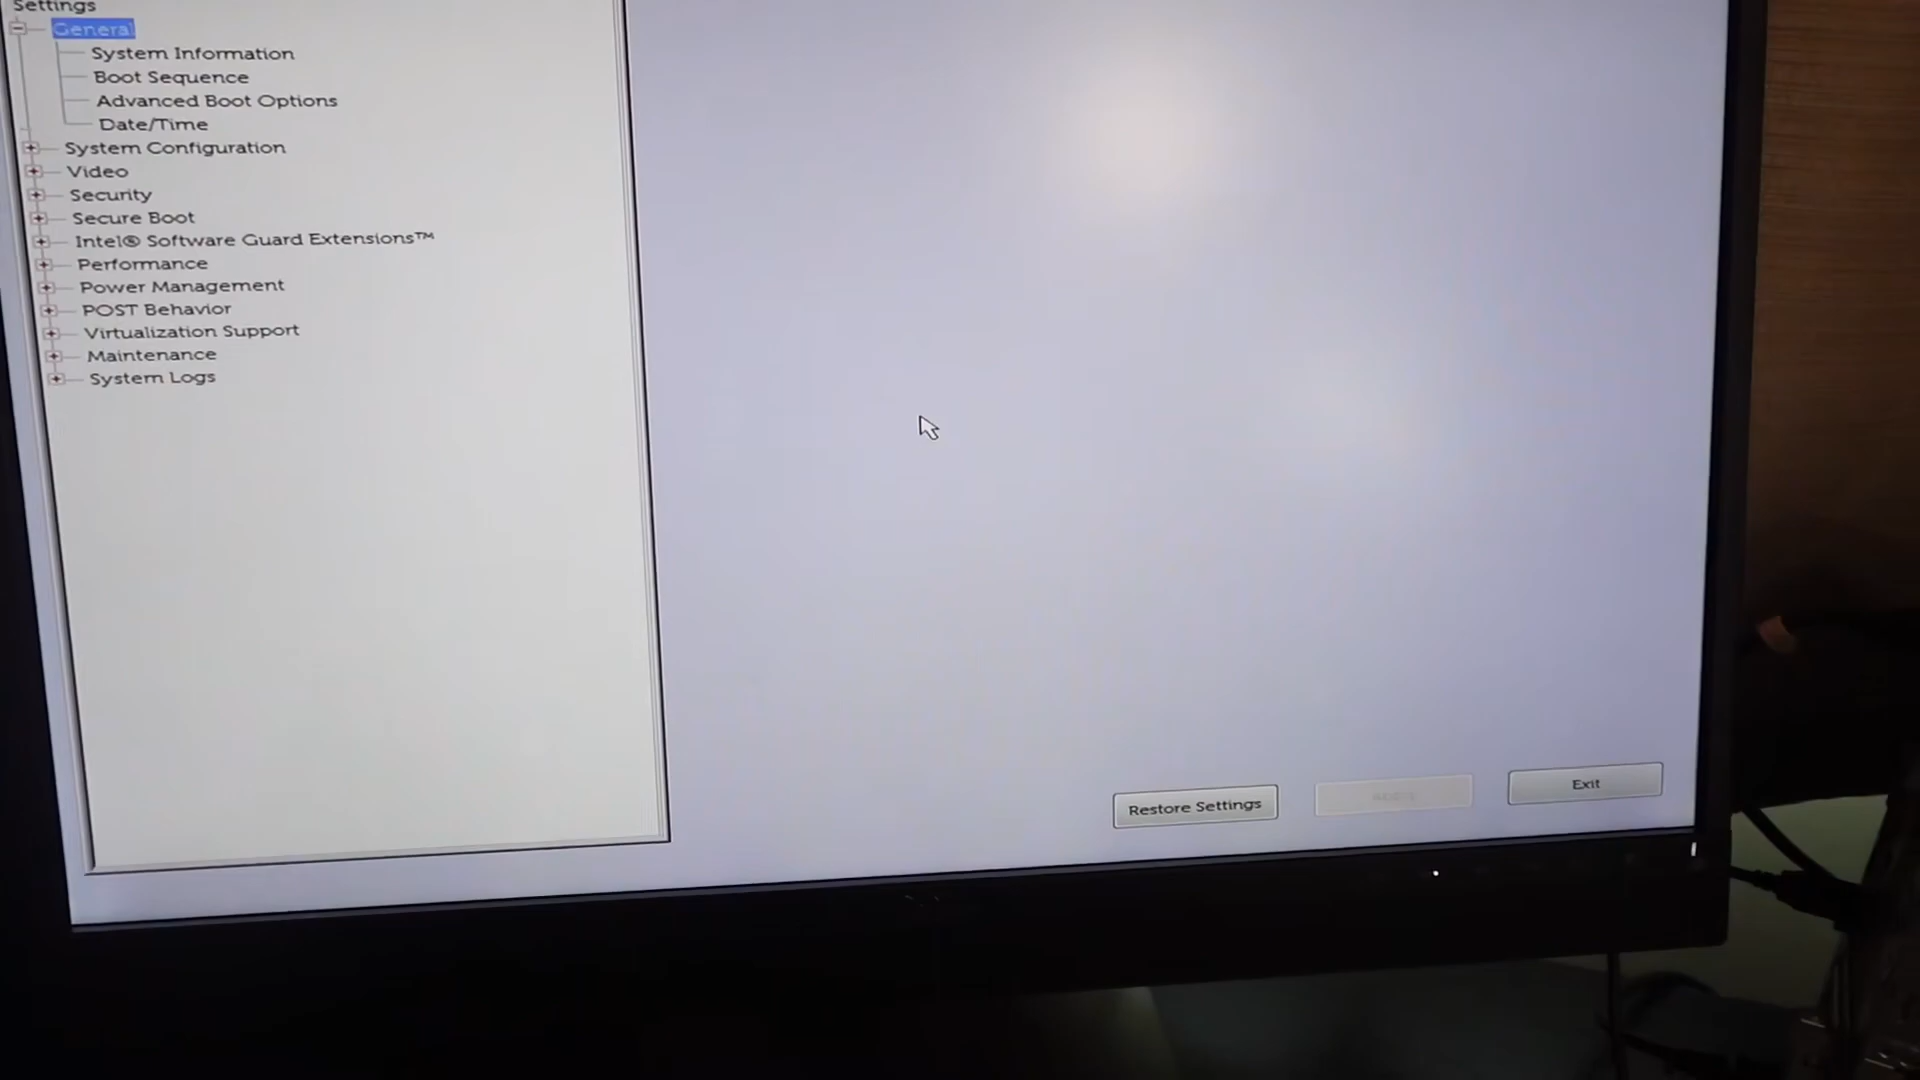 Settings
General
System Information
Boot Sequence
Advanced Boot Options
Date/Time
System Configuration
Video
Security
Secure Boot
Intel® Software Guard Extensions™
Performance
Power Management
POST Behavior
Virtualization Support
Maintenance
System Logs
Restore Settings
Exit